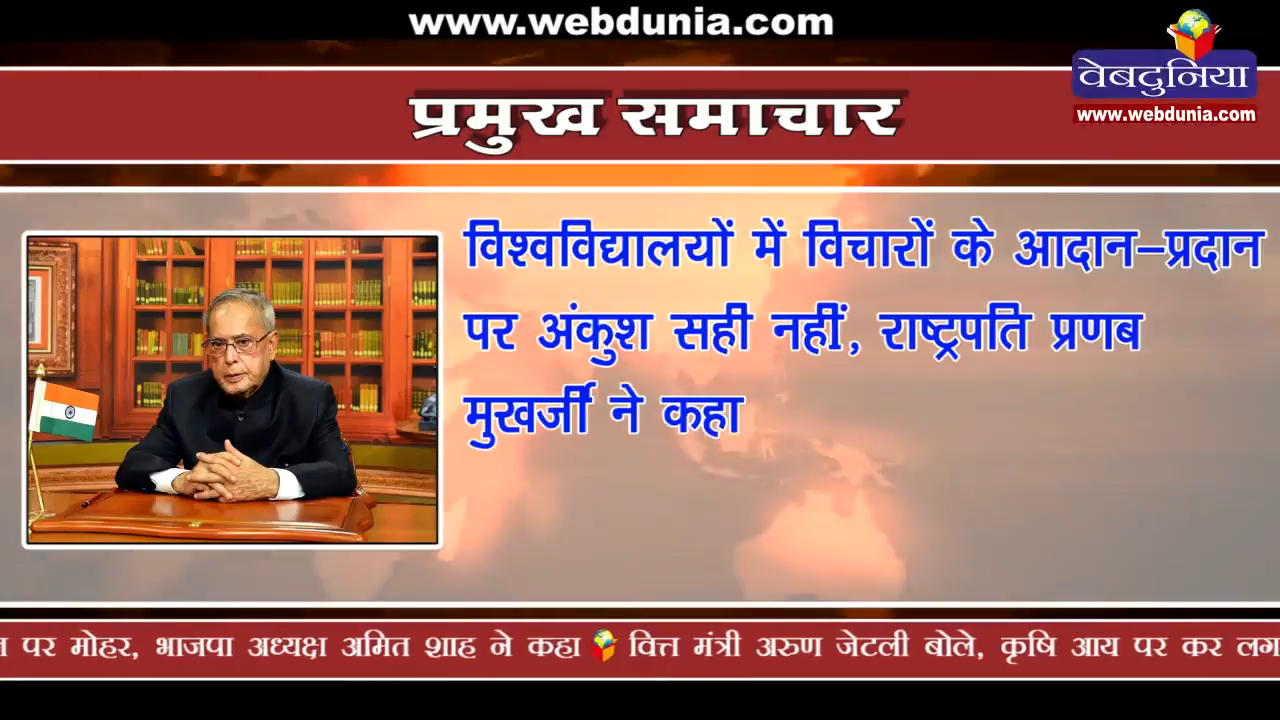 www.webdunia.com
वेबदुनिया
www.webdunia.com
प्रमुख समाचार
विश्वविद्यालयों में विचारों के आदान-प्रदान
पर अंकुश सही नहीं, राष्ट्रपति प्रणब
मुखर्जी ने कहा
पर मोहर, भाजपा अध्यक्ष अमित शाह ने कहा वित्त मंत्री अरुण जेटली बोले, कृषि आय पर कर लग